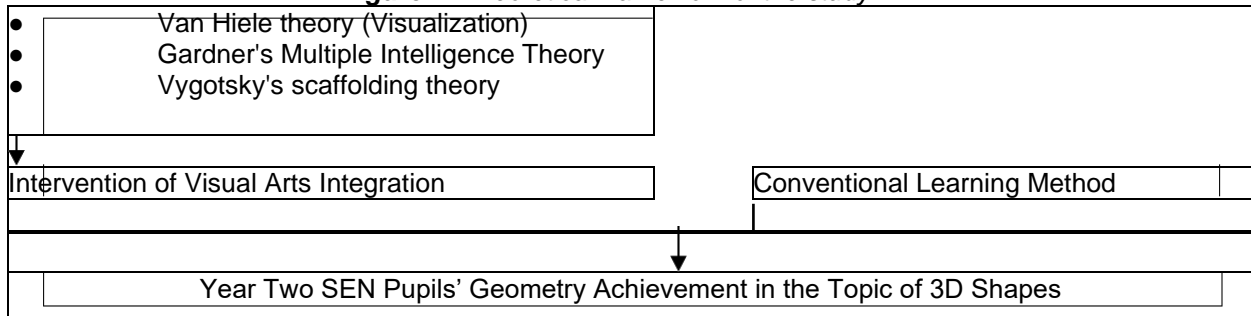 ● Van Hiele theory (Visualization)
● Gardner's Multiple Intelligence Theory
● Vygotsky's scaffolding theory
Intervention of Visual Arts Integration
Conventional Learning Method
Year Two SEN Pupils' Geometry Achievement in the Topic of 3D Shapes